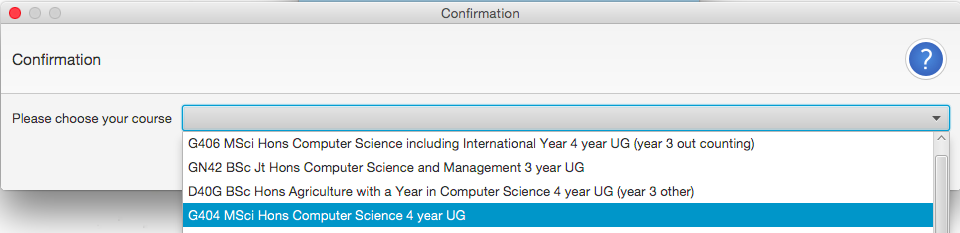 Confirmation
Confirmation
?
Please choose your course
G406 MSci Hons Computer Science including International Year 4 year UG (year 3 out counting)
GN42 BSc Jt Hons Computer Science and Management 3 year UG
D40G BSc Hons Agriculture with a Year in Computer Science 4 year UG (year 3 other)
G404 MSci Hons Computer Science 4 year UG